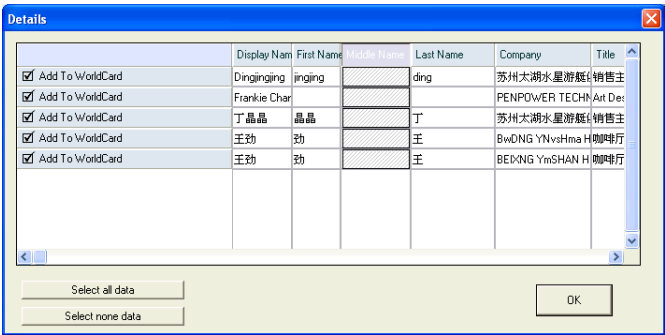 Details
Display Nam First Name Middle Name Last Name Company Title
Add To WorldCard Dingjingjing jingjing ding 苏州太湖水星游艇 销售主
Add To WorldCard Frankie Char PENPOWER TECHN Art Des
Add To WorldCard 丁晶晶 晶晶 丁 苏州太湖水星游艇 销售主
Add To WorldCard 王劲 劲 王 BwDNG YNvsHma H 咖啡厅
Add To WorldCard 王劲 劲 王 BEIXNG YmSHAN H 咖啡厅
Select all data
OK
Select none data